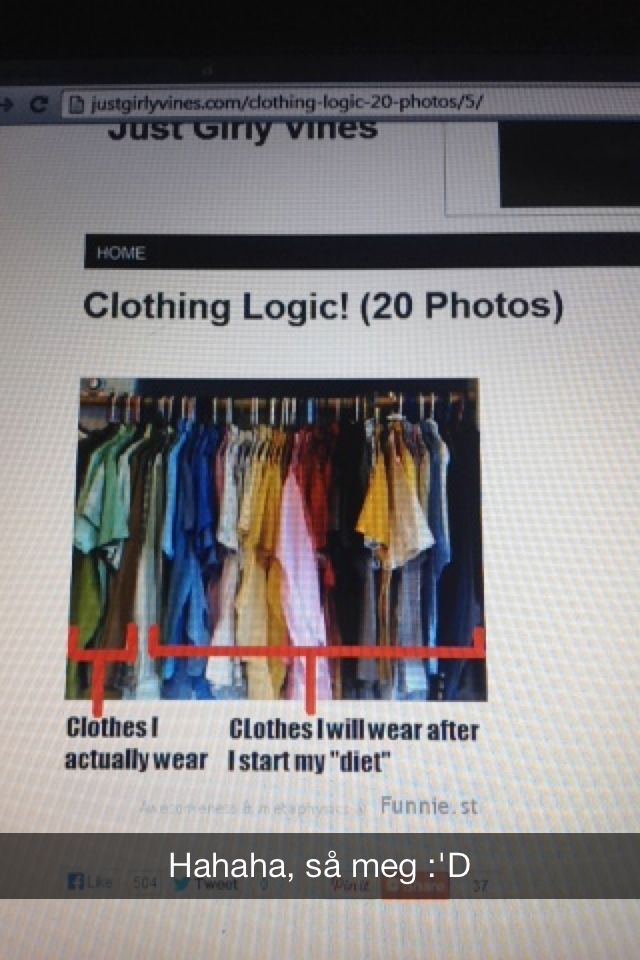 justgirlyvines.com/clothing-logic-20-photos/5/
Just Girly Vines
HOME
Clothing Logic! (20 Photos)
Clothes I
actually wear
CLothes I will wear after
I start my "diet"
Awesomeness & metaphysics @ Funnie.st
Hahaha, så meg :'D
Like 504 Tweet 0 Pinit Share 37